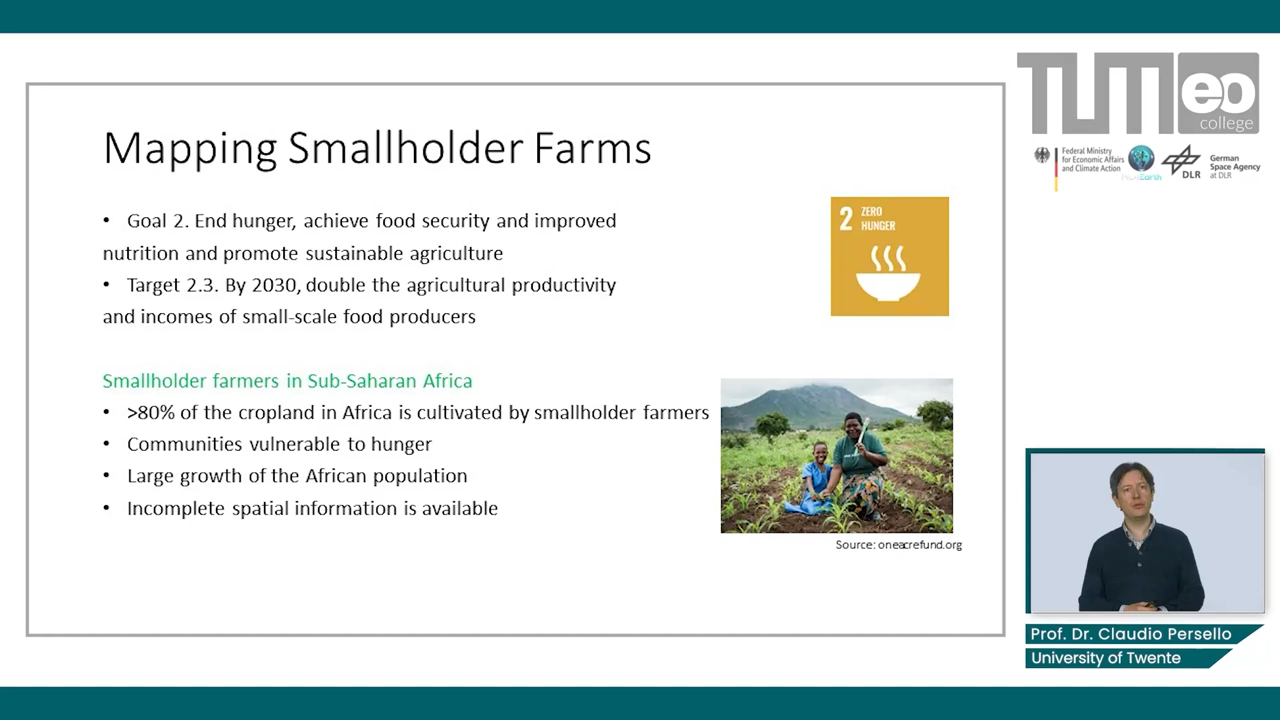 TUM eo
college
Federal Ministry
for Economic Affairs
and Climate Action
DLR
German
Space Agency
at DLR
Mapping Smallholder Farms
• Goal 2. End hunger, achieve food security and improved
nutrition and promote sustainable agriculture
• Target 2.3. By 2030, double the agricultural productivity
and incomes of small-scale food producers
2 ZERO
HUNGER
Smallholder farmers in Sub-Saharan Africa
• >80% of the cropland in Africa is cultivated by smallholder farmers
• Communities vulnerable to hunger
• Large growth of the African population
• Incomplete spatial information is available
Source: oneacrefund.org
Prof. Dr. Claudio Persello
University of Twente